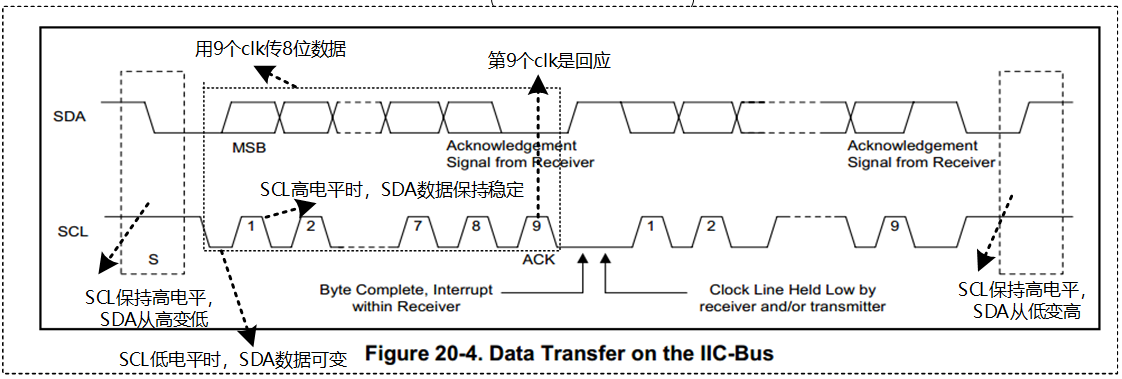 用9个clk传8位数据
第9个clk是回应
SDA
MSB
Acknowledgement
Signal from Receiver
Acknowledgement
Signal from Receiver
SCL高电平时，SDA数据保持稳定
SCL
1
2
7
8
9
1
2
9
S
ACK
Byte Complete, Interrupt
within Receiver
Clock Line Held Low by
receiver and/or transmitter
SCL保持高电平，
SDA从高变低
SCL保持高电平，
SDA从低变高
SCL低电平时，SDA数据可变
Figure 20-4. Data Transfer on the IIC-Bus